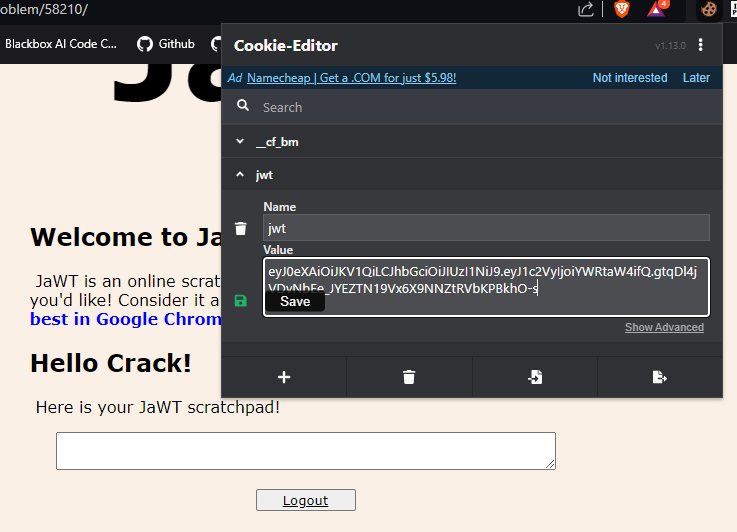 oblem/58210/
4
Blackbox AI Code C...
Github
Ja
Cookie-Editor
v1.13.0
Ad Namecheap | Get a .COM for just $5.98!
Not interested
Later
Search
__cf_bm
jwt
Name
jwt
Value
eyJ0eXAiOiJKV1QiLCJhbGciOiJIUzI1NiJ9.eyJ1c2VyIjoiYWRtaW4ifQ.gtqDl4j
Save
Show Advanced
Welcome to Ja
JaWT is an online scrat
you'd like! Consider it a
best in Google Chrom
Hello Crack!
Here is your JaWT scratchpad!
Logout